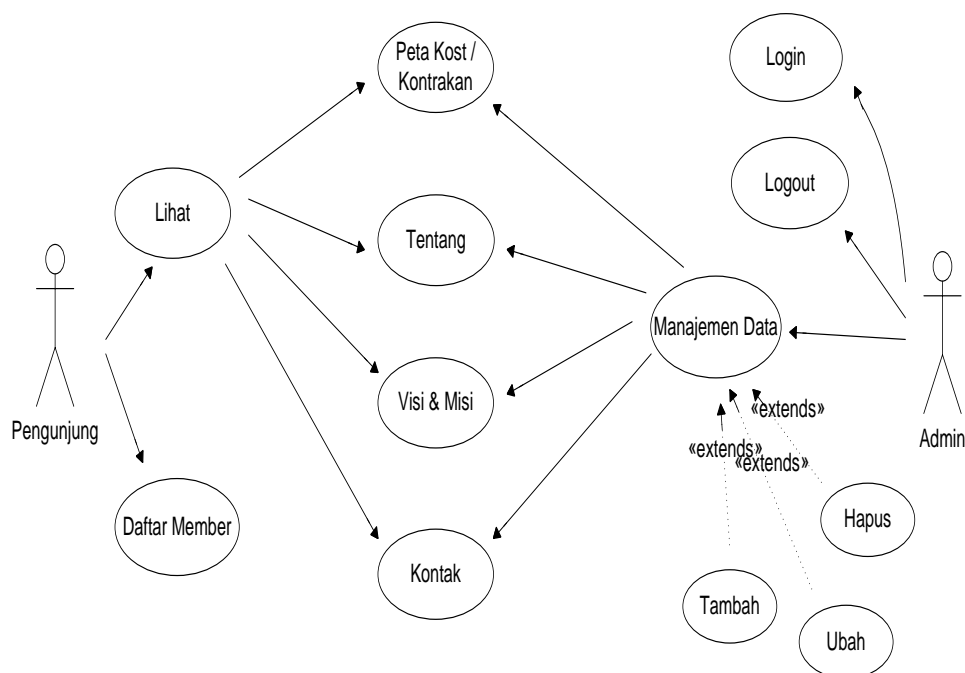 Peta Kost /
Kontrakan
Login
Logout
Lihat
Tentang
Manajemen Data
Visi & Misi
Pengunjung
Admin
«extends»
«extends»
«extends»
Daftar Member
Hapus
Kontak
Tambah
Ubah